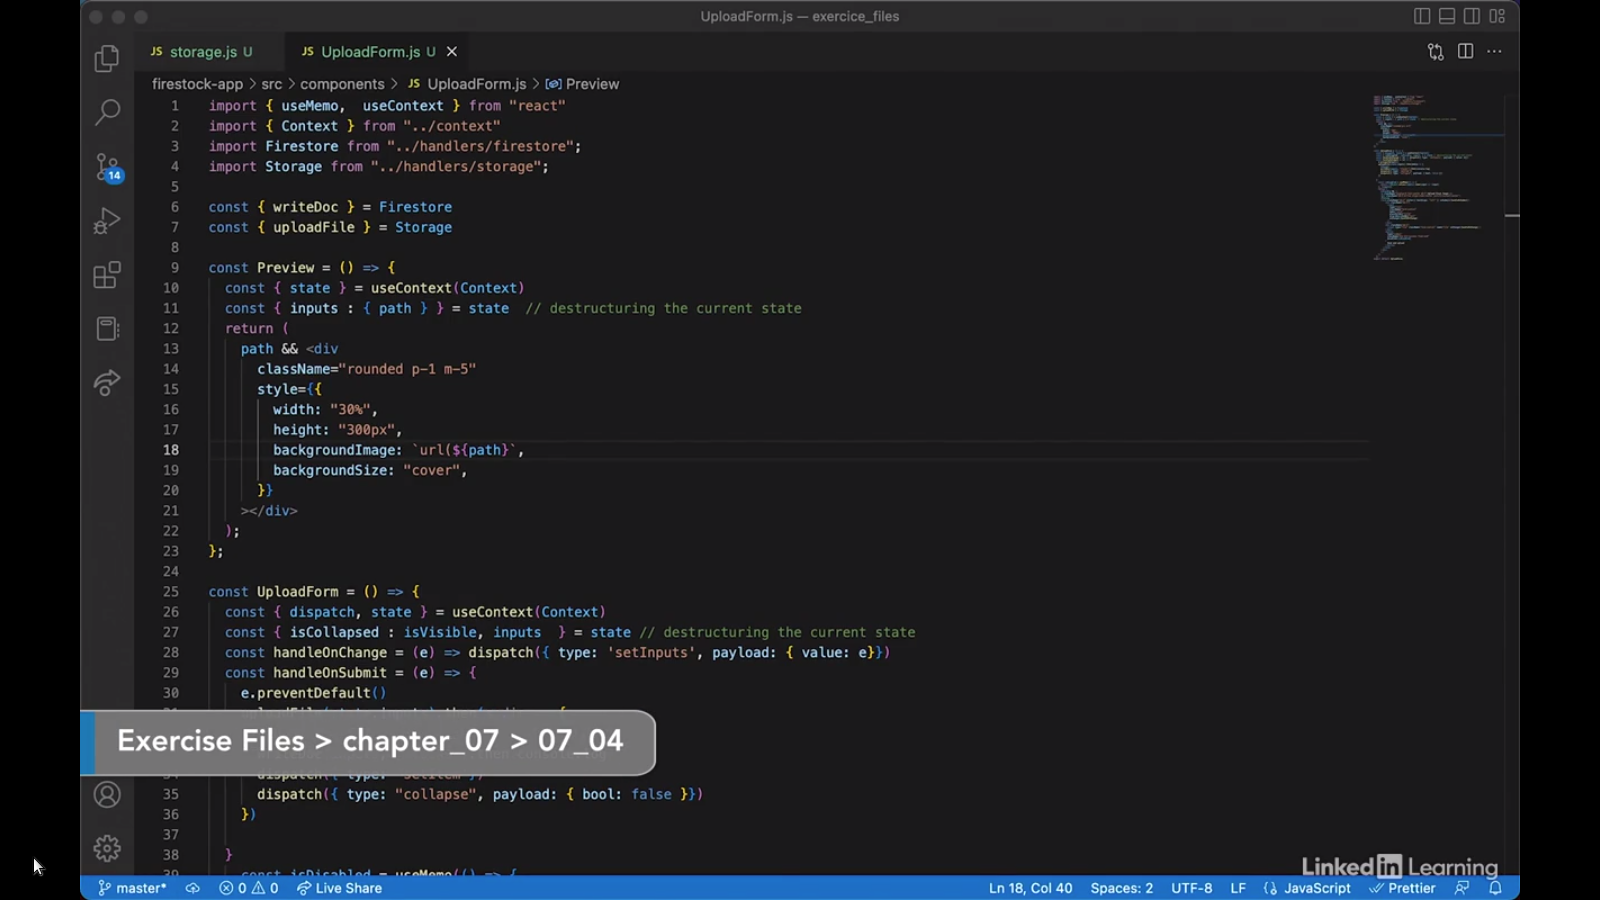 UploadForm.js — exercice_files
JS storage.js U
JS UploadForm.js U
firestock-app > src > components > JS UploadForm.js > Preview
1 import { useMemo,  useContext } from "react"
2 import { Context } from "../context"
3 import Firestore from "../handlers/firestore";
4 import Storage from "../handlers/storage";
5
6 const { writeDoc } = Firestore
7 const { uploadFile } = Storage
8
9 const Preview = () => {
10 const { state } = useContext(Context)
11 const { inputs : { path } } = state  // destructuring the current state
12 return (
13 path && <div
14 className="rounded p-1 m-5"
15 style={{
16 width: "30%",
17 height: "300px",
18 backgroundImage: `url(${path}`,
19 backgroundSize: "cover",
20 }}
21 ></div>
22 );
23 };
24
25 const UploadForm = () => {
26 const { dispatch, state } = useContext(Context)
27 const { isCollapsed : isVisible, inputs  } = state // destructuring the current state
28 const handleOnChange = (e) => dispatch({ type: 'setInputs', payload: { value: e}})
29 const handleOnSubmit = (e) => {
30 e.preventDefault()
Exercise Files > chapter_07 > 07_04
35 dispatch({ type: "collapse", payload: { bool: false }})
36 })
37
38 }
14
LinkedIn Learning
master* 0 0 Live Share Ln 18, Col 40 Spaces: 2 UTF-8 LF JavaScript Prettier